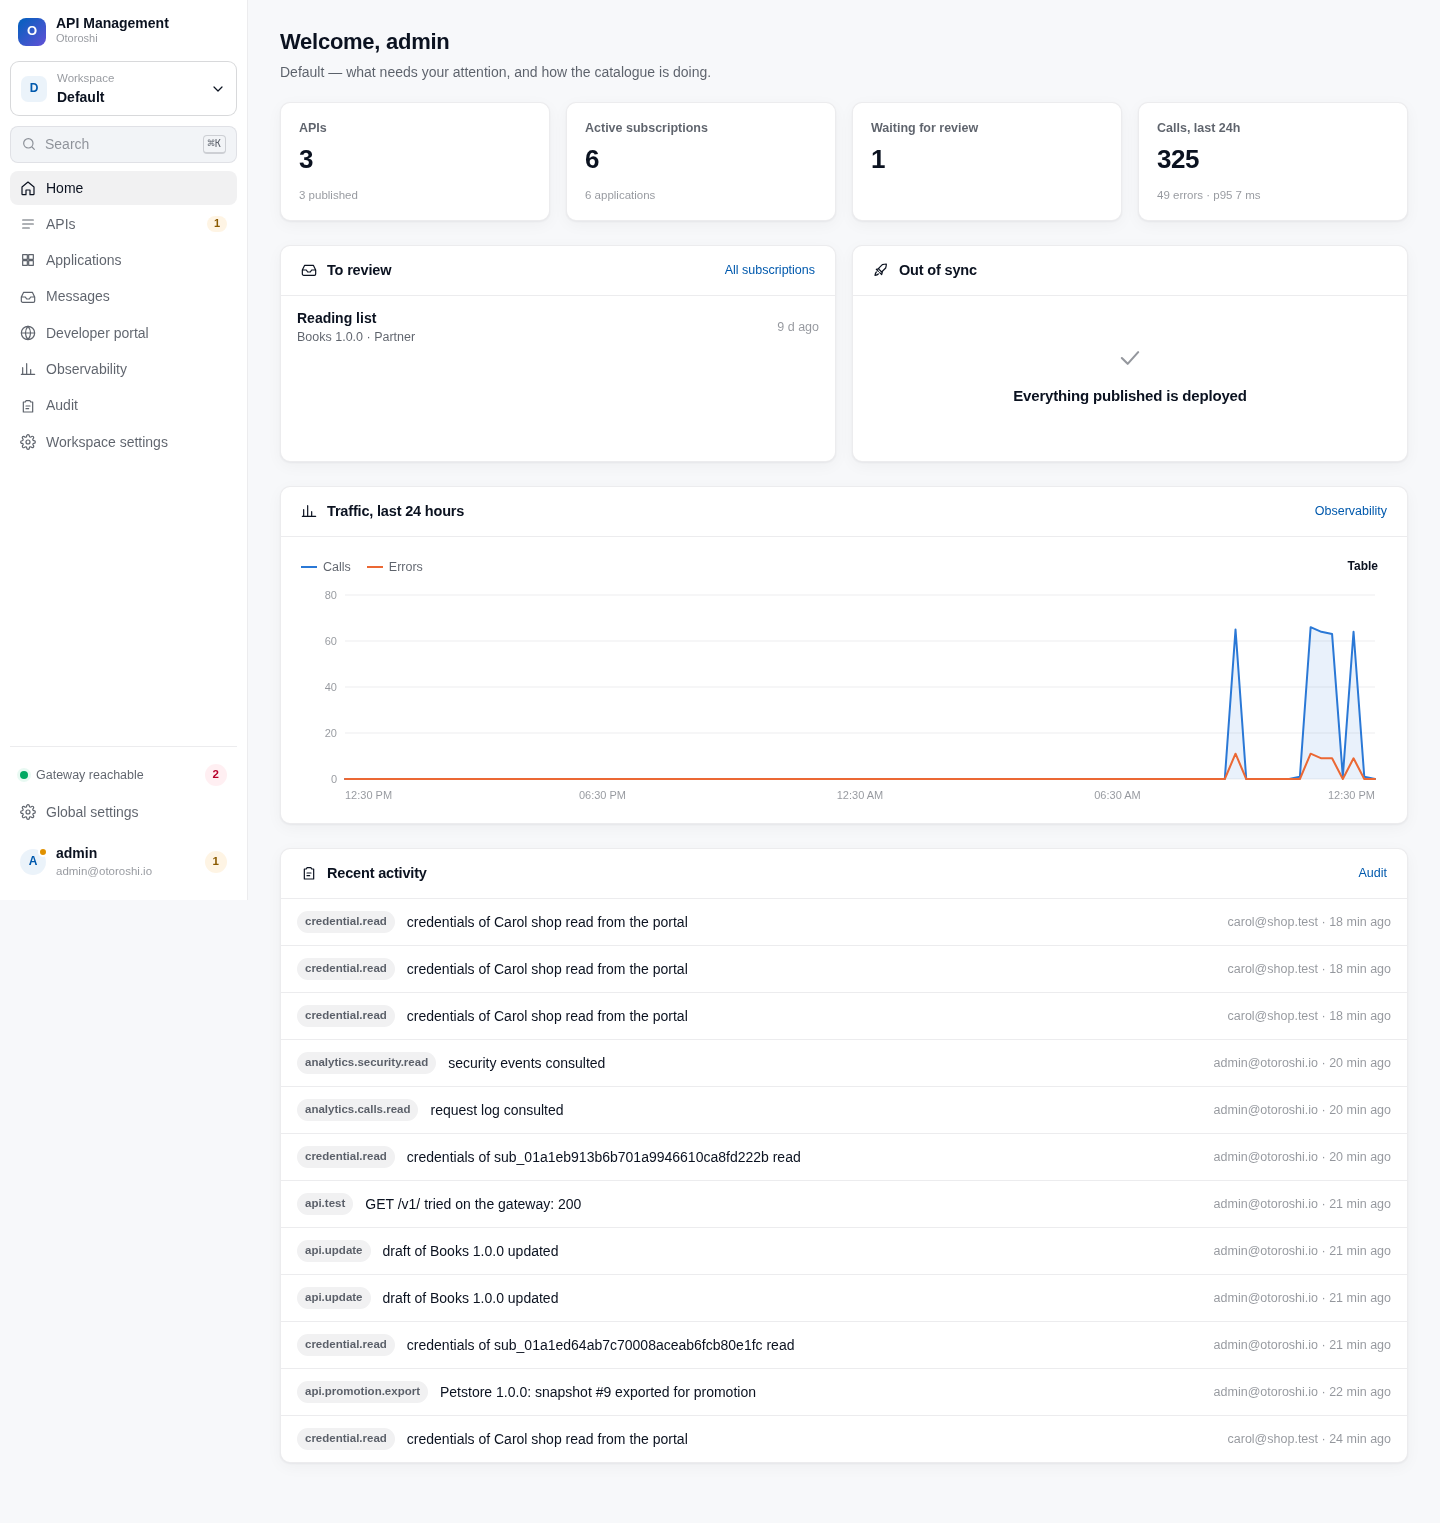 O
API Management
Otoroshi
D
Workspace
Default
Search
⌘K
Home
APIs 1
Applications
Messages
Developer portal
Observability
Audit
Workspace settings
Gateway reachable 2
Global settings
A
admin
admin@otoroshi.io
1
Welcome, admin
Default — what needs your attention, and how the catalogue is doing.
APIs
3
3 published
Active subscriptions
6
6 applications
Waiting for review
1
Calls, last 24h
325
49 errors · p95 7 ms
To review All subscriptions
Reading list
Books 1.0.0 · Partner
9 d ago
Out of sync
Everything published is deployed
Traffic, last 24 hours Observability
Calls Errors Table
80
60
40
20
0
12:30 PM 06:30 PM 12:30 AM 06:30 AM 12:30 PM
Recent activity Audit
credential.read credentials of Carol shop read from the portal carol@shop.test · 18 min ago
credential.read credentials of Carol shop read from the portal carol@shop.test · 18 min ago
credential.read credentials of Carol shop read from the portal carol@shop.test · 18 min ago
analytics.security.read security events consulted admin@otoroshi.io · 20 min ago
analytics.calls.read request log consulted admin@otoroshi.io · 20 min ago
credential.read credentials of sub_01a1eb913b6b701a9946610ca8fd222b read admin@otoroshi.io · 20 min ago
api.test GET /v1/ tried on the gateway: 200 admin@otoroshi.io · 21 min ago
api.update draft of Books 1.0.0 updated admin@otoroshi.io · 21 min ago
api.update draft of Books 1.0.0 updated admin@otoroshi.io · 21 min ago
credential.read credentials of sub_01a1ed64ab7c70008aceab6fcb80e1fc read admin@otoroshi.io · 21 min ago
api.promotion.export Petstore 1.0.0: snapshot #9 exported for promotion admin@otoroshi.io · 22 min ago
credential.read credentials of Carol shop read from the portal carol@shop.test · 24 min ago